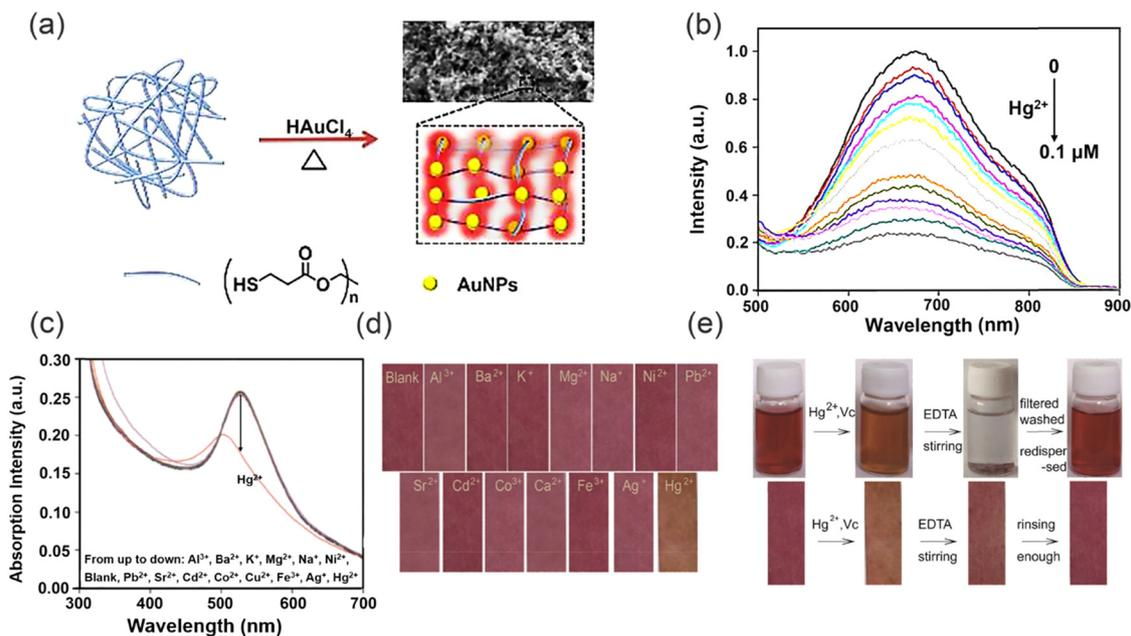 (a)
HAuCl₄
△
HS
O
O
n
AuNPs
(b)
Intensity (a.u.)
1.0
0.8
0.6
0.4
0.2
0.0
0
Hg²⁺
0.1 μM
500 600 700 800 900
Wavelength (nm)
(c)
Absorption Intensity (a.u.)
0.30
0.25
0.20
0.15
0.10
0.05
0.00
Hg²⁺
From up to down: Al³⁺, Ba²⁺, K⁺, Mg²⁺, Na⁺, Ni²⁺,
Blank, Pb²⁺, Sr²⁺, Cd²⁺, Co²⁺, Cu²⁺, Fe³⁺, Ag⁺, Hg²⁺
300 400 500 600 700
Wavelength (nm)
(d)
Blank Al³⁺ Ba²⁺ K⁺ Mg²⁺ Na⁺ Ni²⁺ Pb²⁺
Sr²⁺ Cd²⁺ Co³⁺ Ca²⁺ Fe³⁺ Ag⁺ Hg²⁺
(e)
Hg²⁺,Vc
EDTA
stirring
filtered
washed
redisper
-sed
Hg²⁺,Vc
EDTA
stirring
rinsing
enough